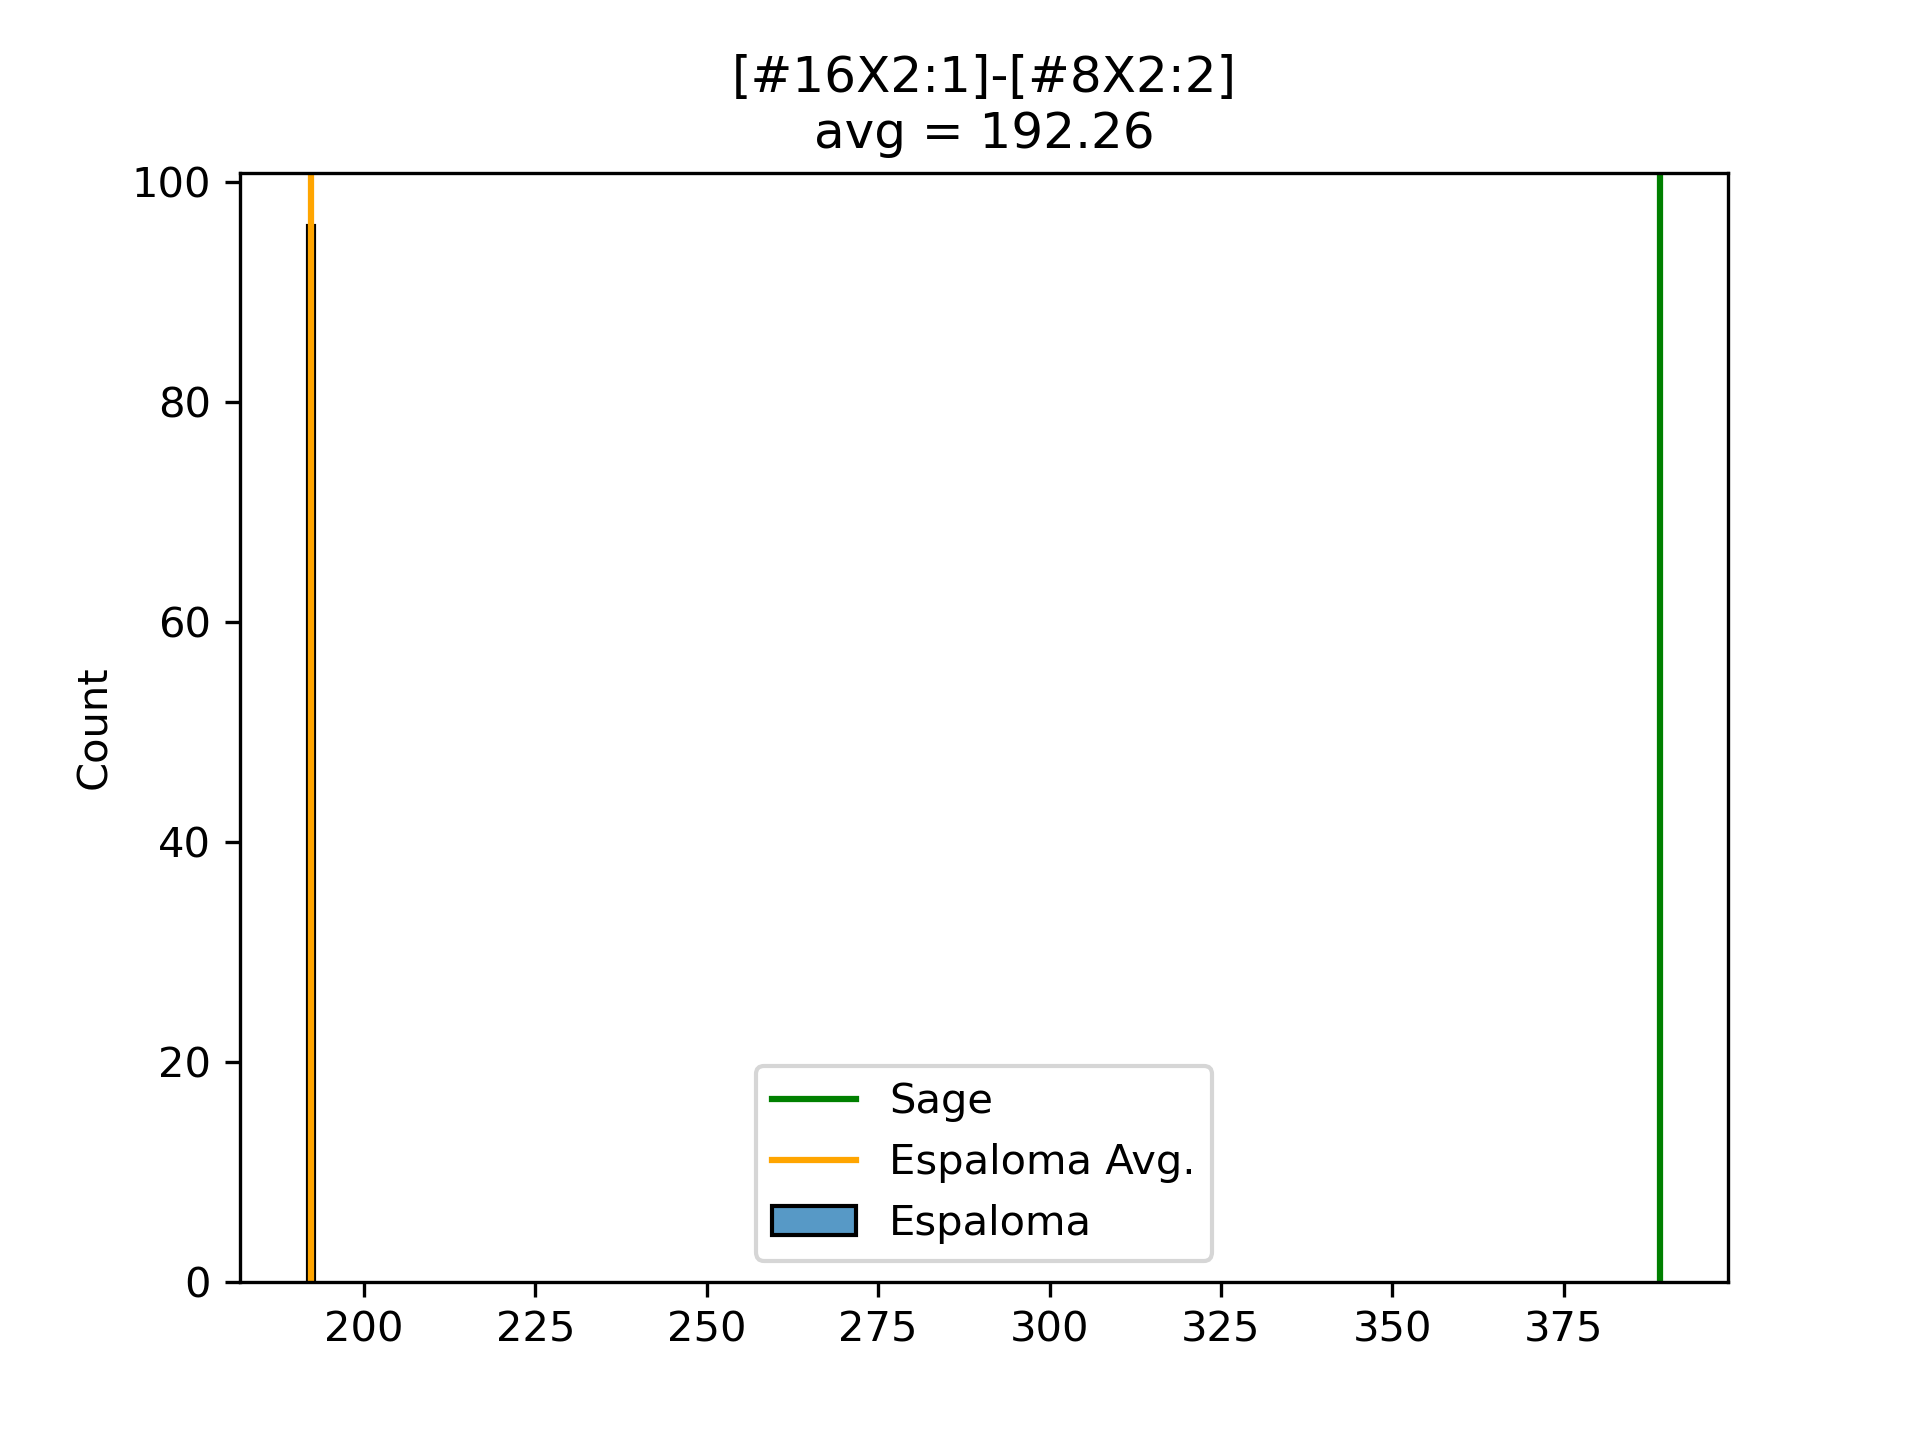 [#16X2:1]-[#8X2:2]
avg = 192.26
100
80
60
40
20
0
Count
Sage
Espaloma Avg.
Espaloma
200 225 250 275 300 325 350 375